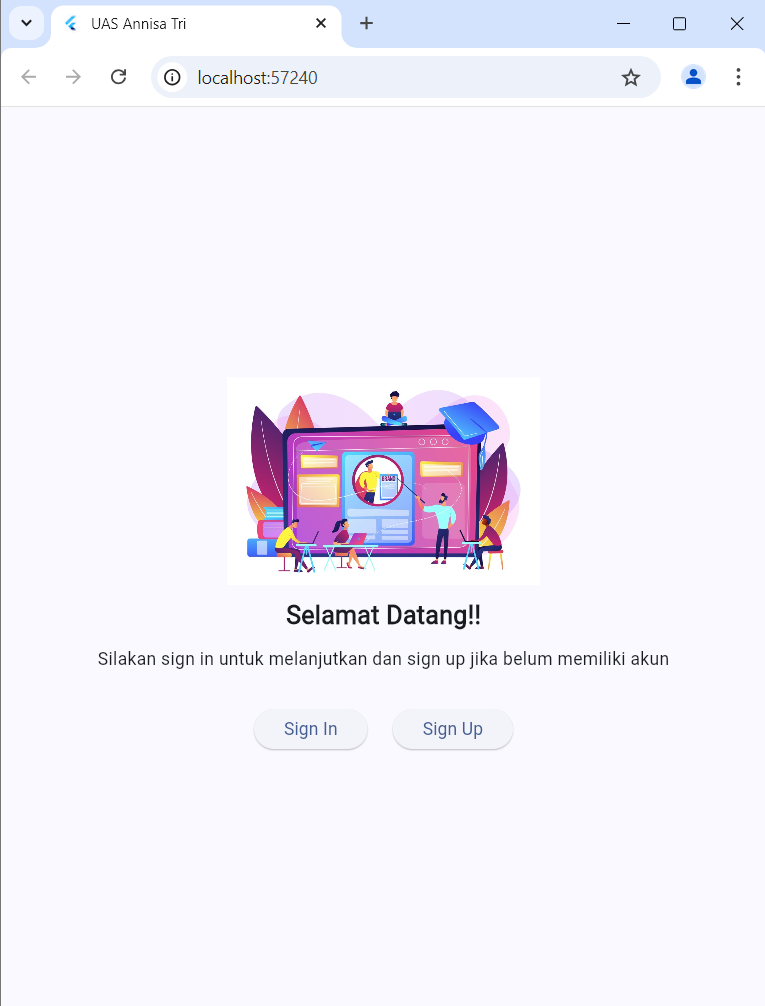 UAS Annisa Tri
localhost:57240
BRAND
Selamat Datang!!
Silakan sign in untuk melanjutkan dan sign up jika belum memiliki akun
Sign In
Sign Up